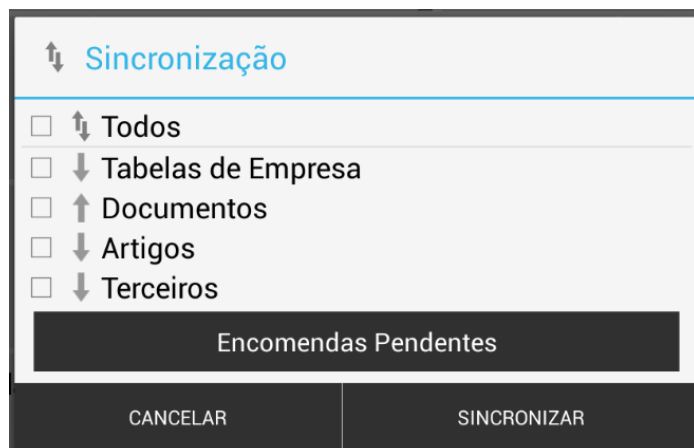 Sincronização
Todos
Tabelas de Empresa
Documentos
Artigos
Terceiros
Encomendas Pendentes
CANCELAR
SINCRONIZAR